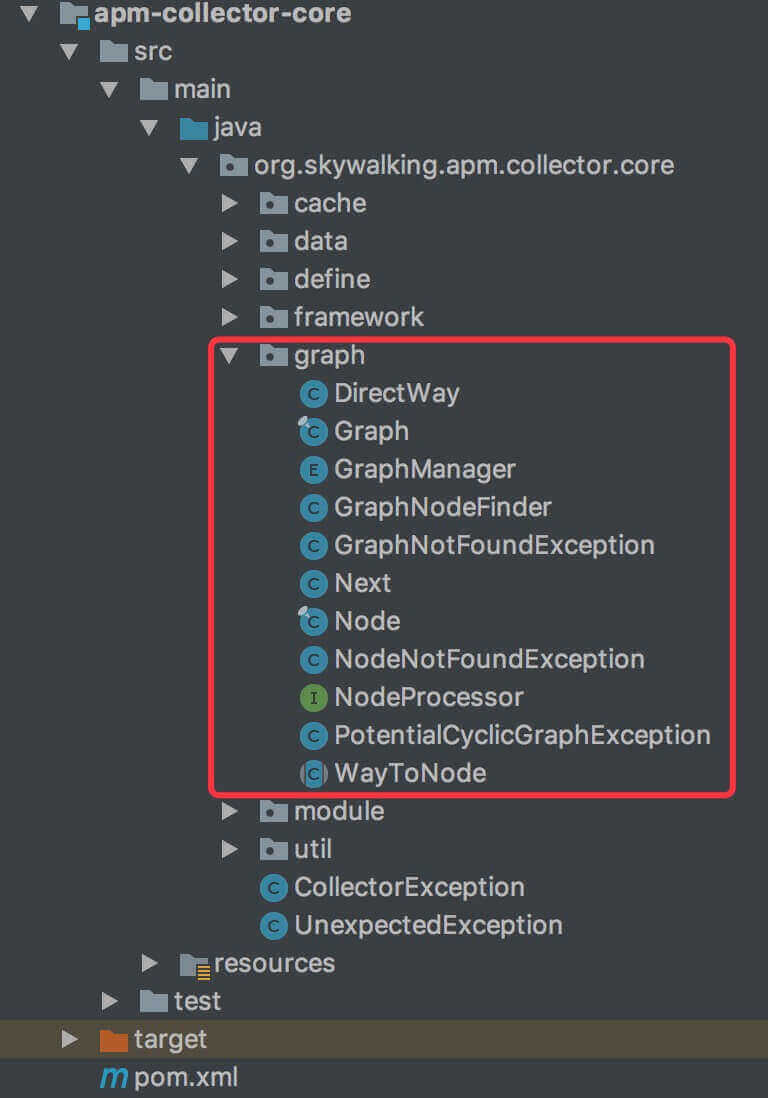 apm-collector-core
src
main
java
org.skywalking.apm.collector.core
cache
data
define
framework
graph
C DirectWay
C Graph
E GraphManager
C GraphNodeFinder
C GraphNotFoundException
C Next
C Node
C NodeNotFoundException
I NodeProcessor
C PotentialCyclicGraphException
C WayToNode
module
util
C CollectorException
C UnexpectedException
resources
test
target
m pom.xml